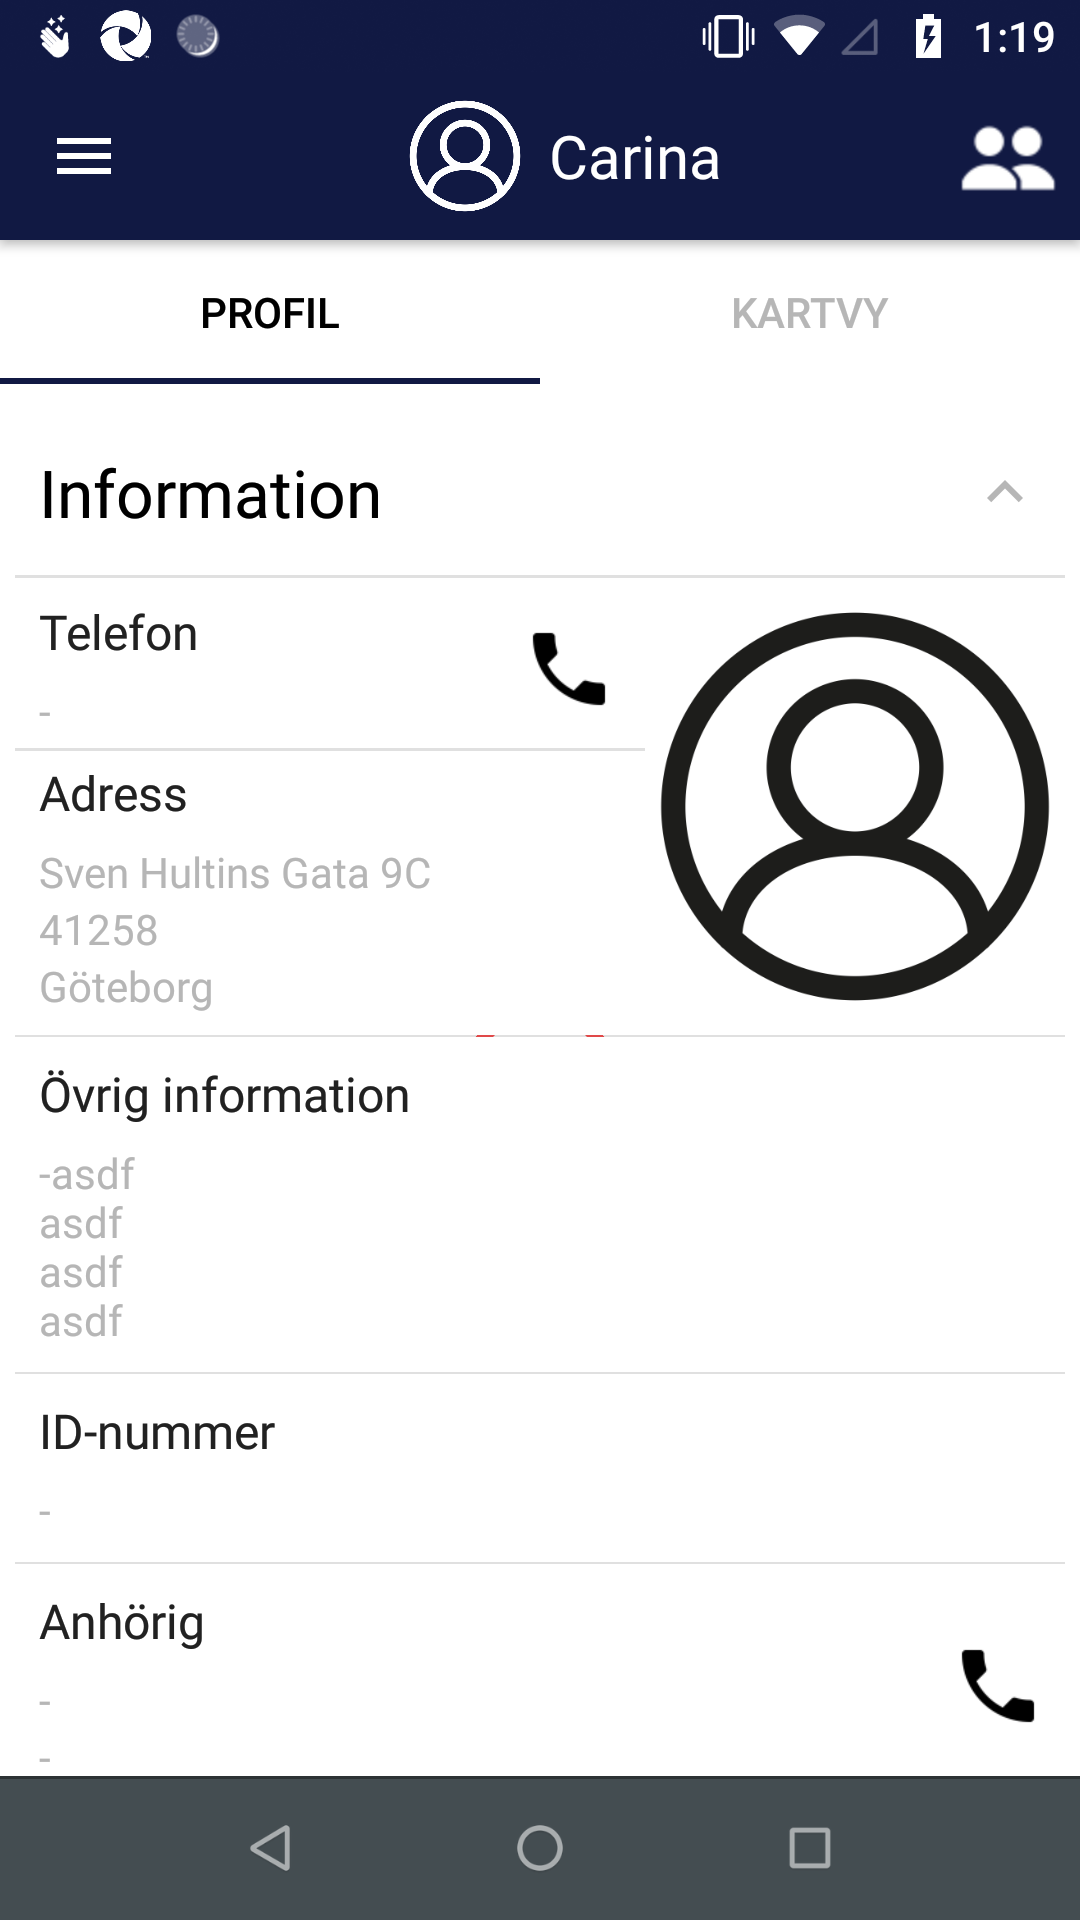 1:19
Carina
PROFIL
KARTVY
Information
Telefon
-
Adress
Sven Hultins Gata 9C
41258
Göteborg
Övrig information
-asdf
asdf
asdf
asdf
ID-nummer
-
Anhörig
-
-